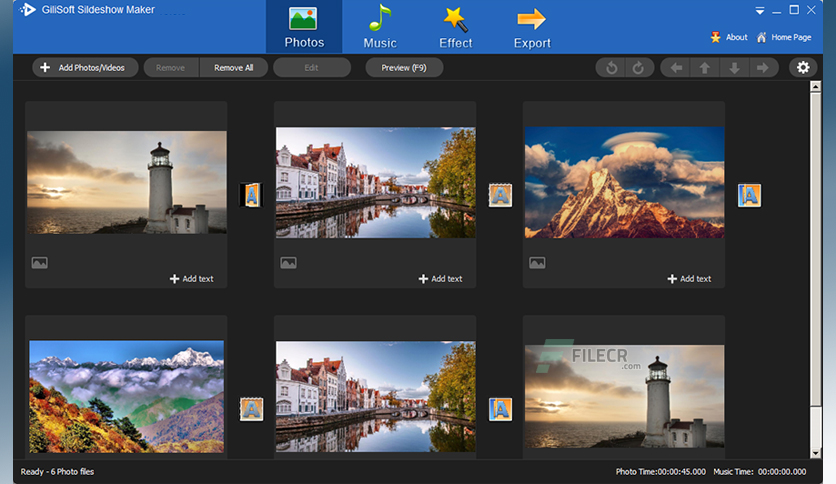 GiliSoft Sildeshow Maker
Photos
Music
Effect
Export
About
Home Page
Add Photos/Videos
Remove
Remove All
Edit
Preview (F9)
A
A
A
Add text
Add text
Add text
FILECR
.com
A
A
Ready - 6 Photo files
Photo Time:00:00:45.000
Music Time: 00:00:00.000